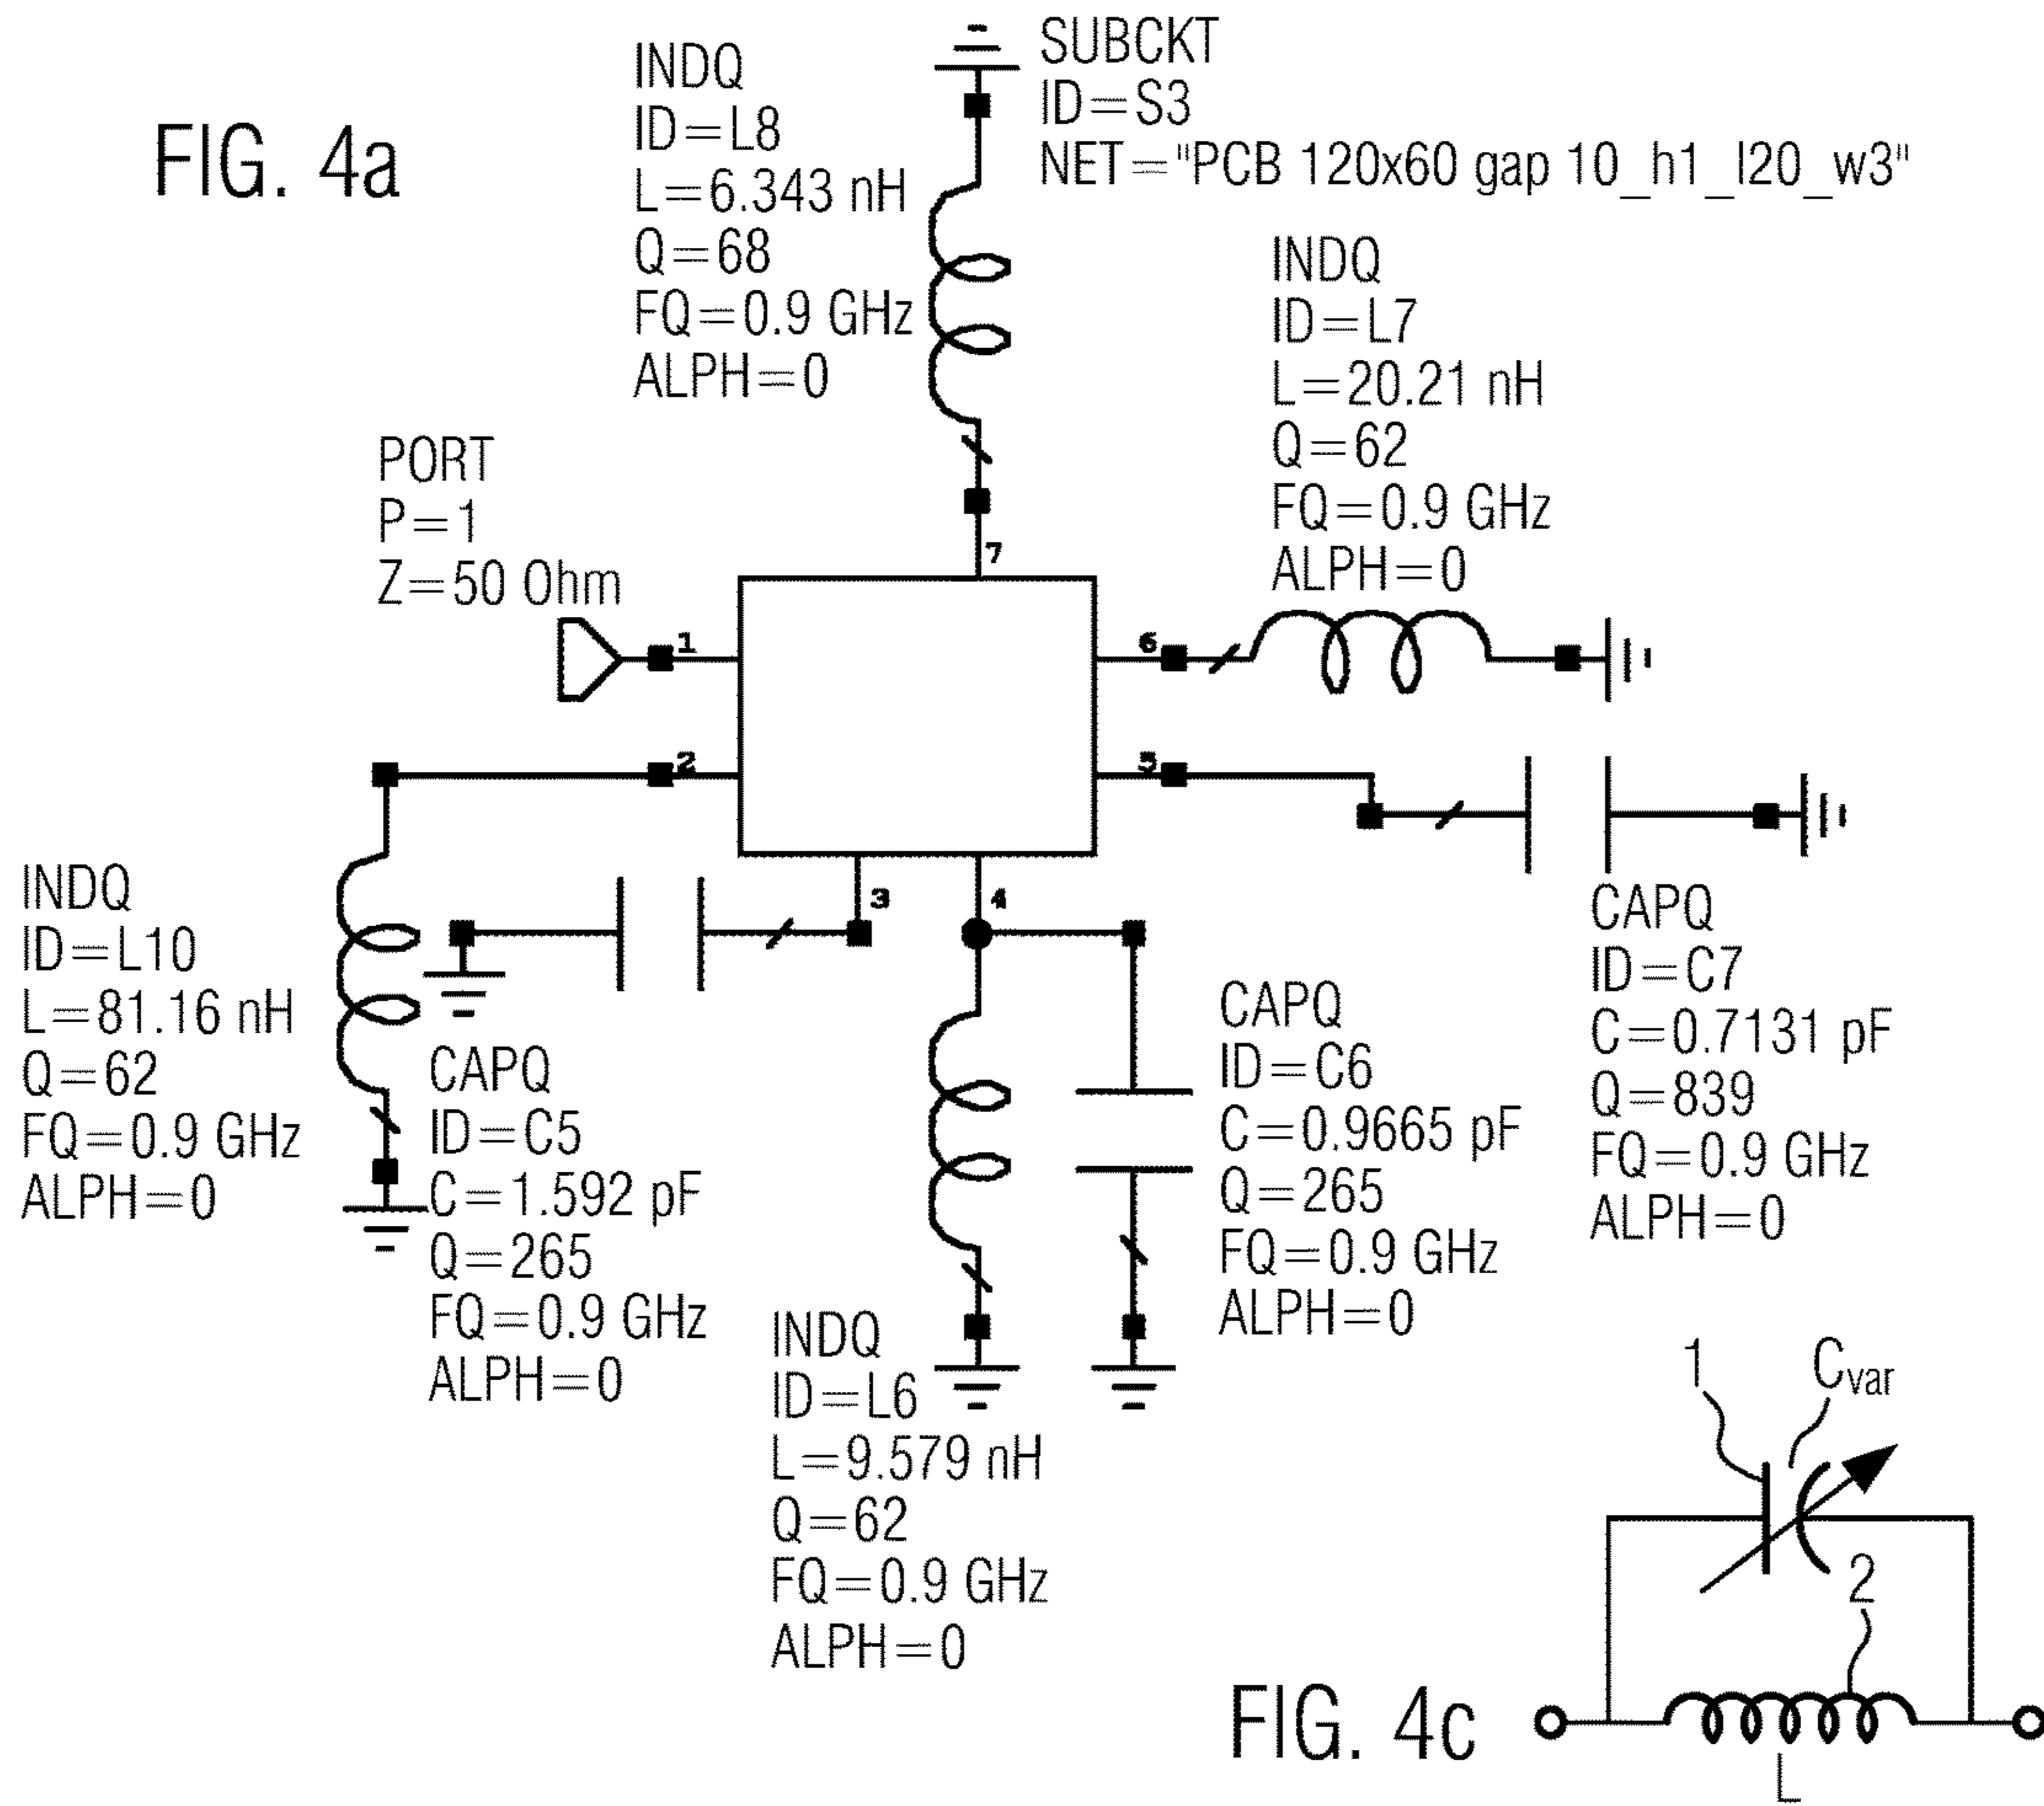 FIG. 4a
INDQ
ID=L8
L=6.343 nH
Q=68
FQ=0.9 GHz
ALPH=0
SUBCKT
ID=S3
NET="PCB 120x60 gap 10_h1_l20_w3"
INDQ
ID=L7
L=20.21 nH
Q=62
FQ=0.9 GHz
ALPH=0
PORT
P=1
Z=50 Ohm
7
1
6
2
5
3
4
INDQ
ID=L10
L=81.16 nH
Q=62
FQ=0.9 GHz
ALPH=0
CAPQ
ID=C5
C=1.592 pF
Q=265
FQ=0.9 GHz
ALPH=0
INDQ
ID=L6
L=9.579 nH
Q=62
FQ=0.9 GHz
ALPH=0
CAPQ
ID=C6
C=0.9665 pF
Q=265
FQ=0.9 GHz
ALPH=0
CAPQ
ID=C7
C=0.7131 pF
Q=839
FQ=0.9 GHz
ALPH=0
1
Cvar
2
L
FIG. 4c